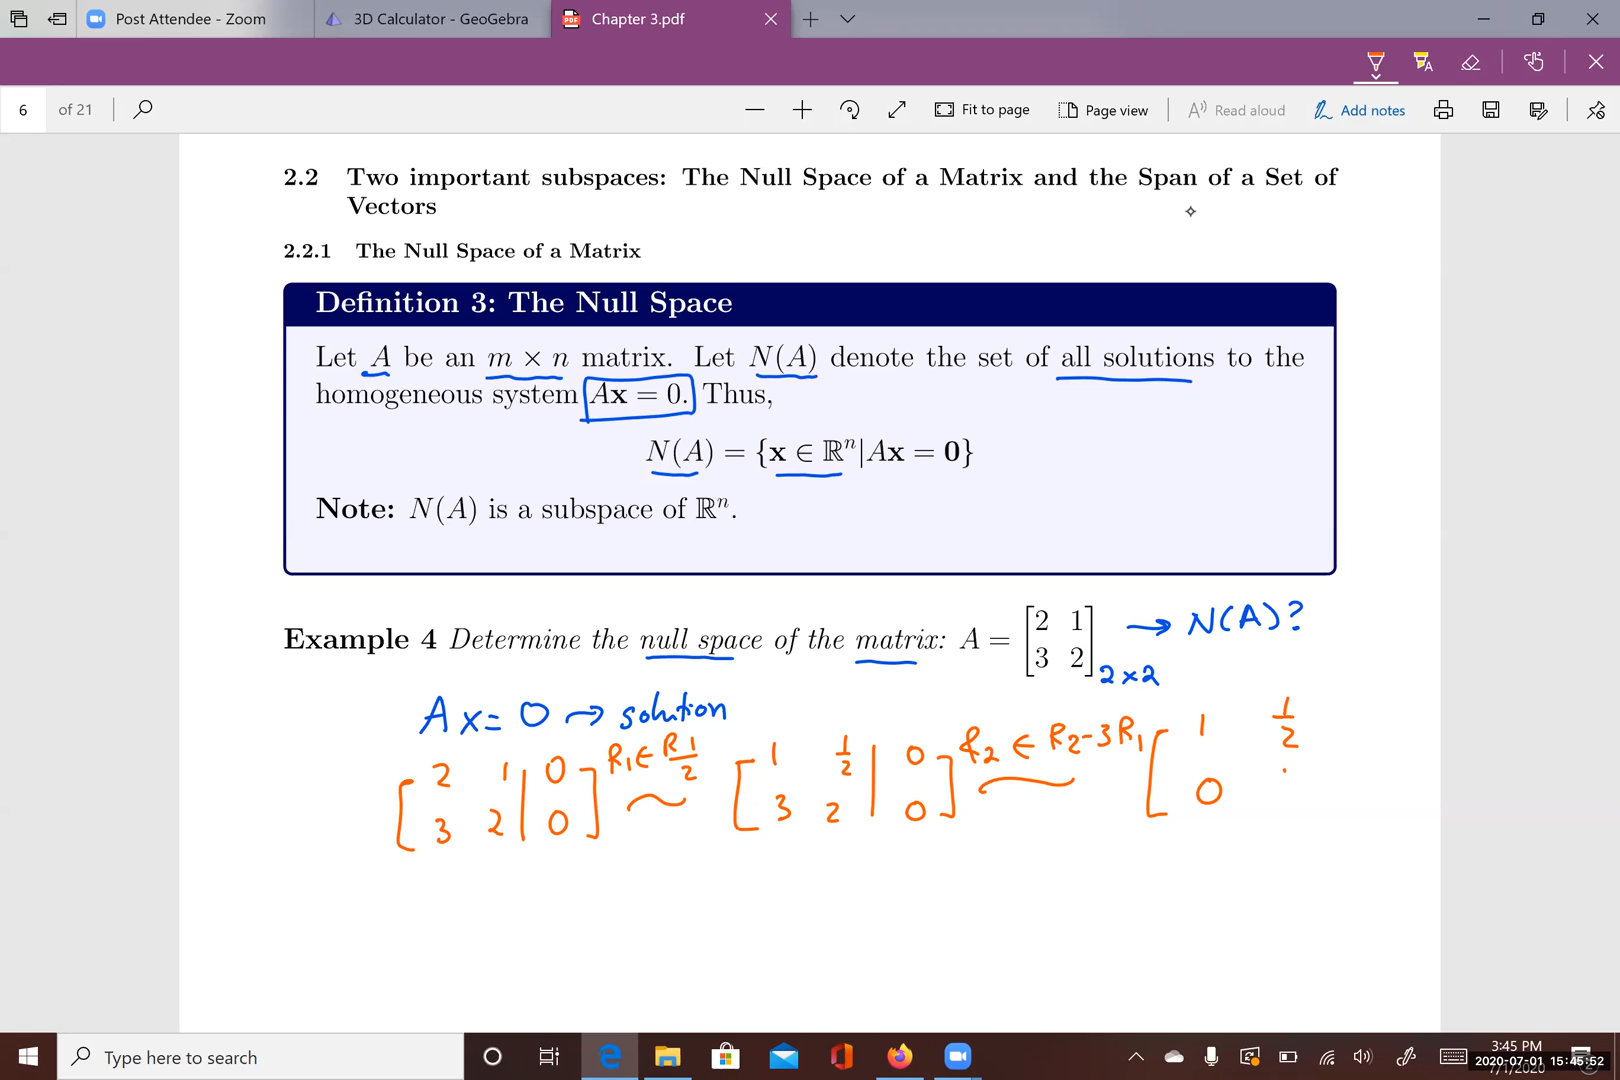 Post Attendee - Zoom
3D Calculator - GeoGebra
Chapter 3.pdf
6 of 21
Fit to page
Page view
Read aloud
Add notes
2.2 Two important subspaces: The Null Space of a Matrix and the Span of a Set of
Vectors
2.2.1 The Null Space of a Matrix
Definition 3: The Null Space
Let A be an m × n matrix. Let N(A) denote the set of all solutions to the
homogeneous system Ax = 0. Thus,
N(A) = {x ∈ ℝⁿ|Ax = 0}
Note: N(A) is a subspace of ℝⁿ.
Example 4 Determine the null space of the matrix: A = [2 1; 3 2] 2×2 → N(A)?
Ax = 0 → solution
[2 1 | 0; 3 2 | 0] R₁ ∈ R₁/2 ~ [1 1/2 | 0; 3 2 | 0] R₂ ∈ R₂-3R₁ ~ [1 1/2; 0
Type here to search
3:45 PM
2020-07-01 15:45:52